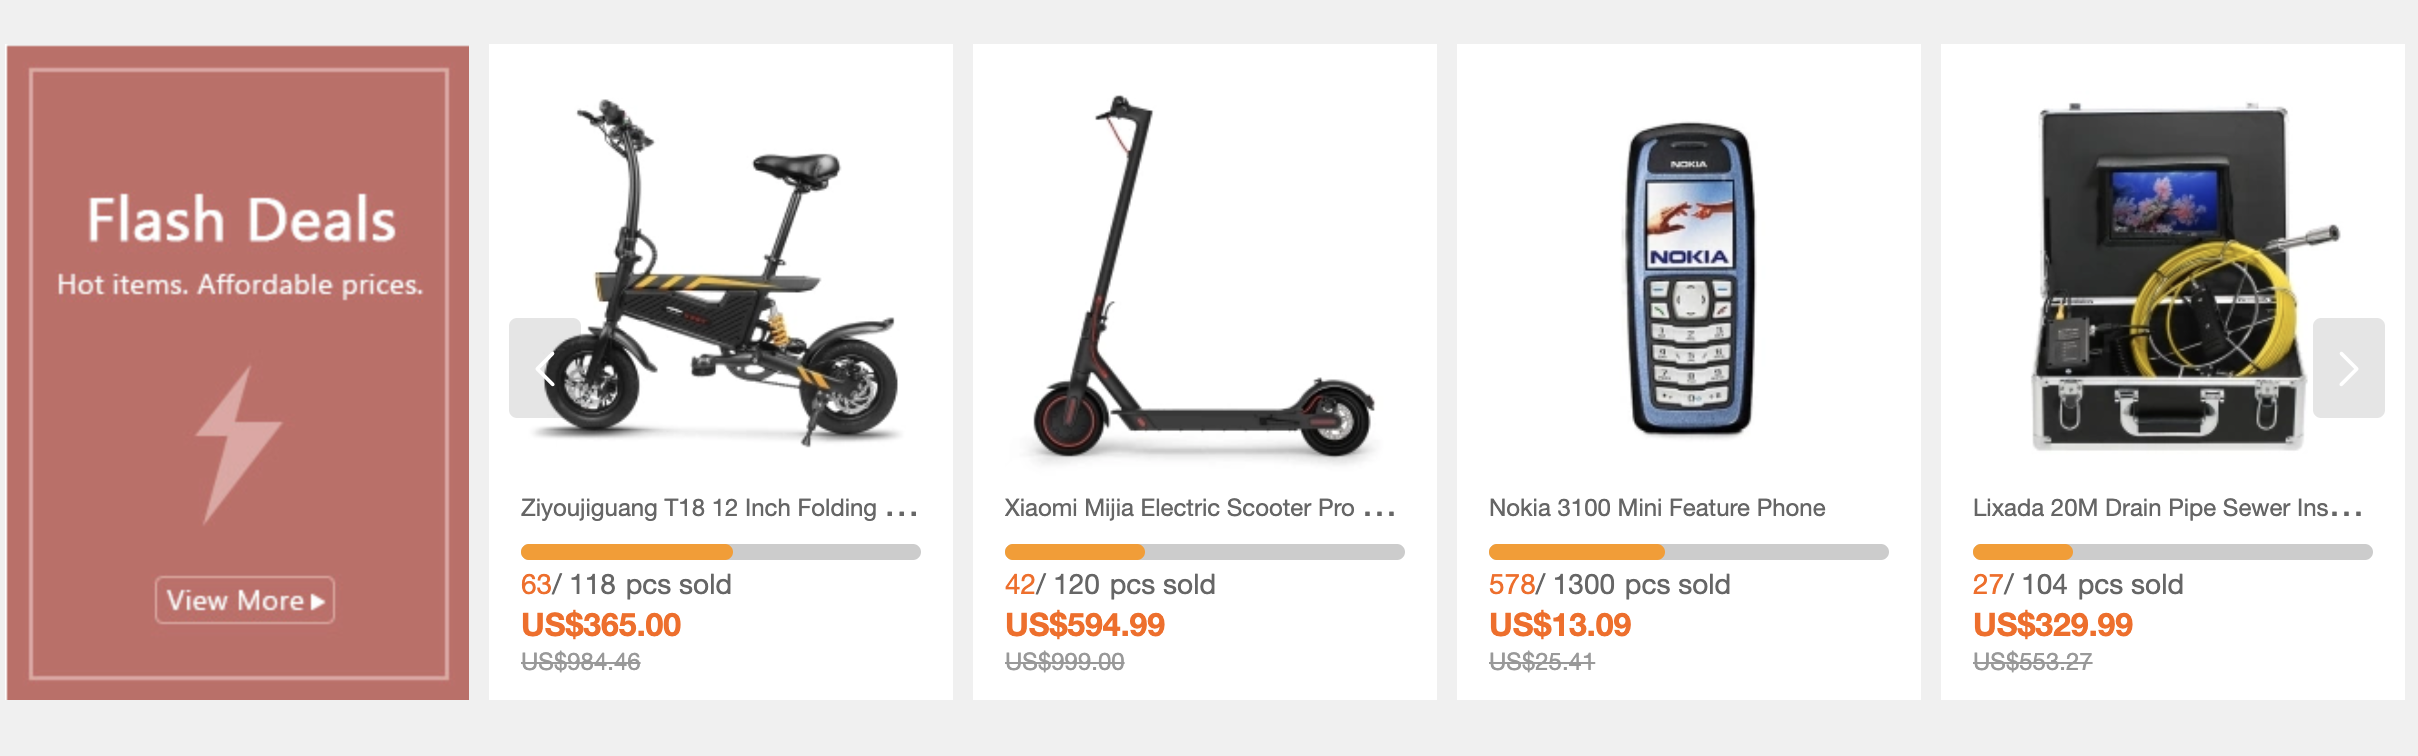 Flash Deals
Hot items. Affordable prices.
View More
NOKIA
NOKIA
Ziyoujiguang T18 12 Inch Folding ...
63/ 118 pcs sold
US$365.00
US$984.46
Xiaomi Mijia Electric Scooter Pro ...
42/ 120 pcs sold
US$594.99
US$999.00
Nokia 3100 Mini Feature Phone
578/ 1300 pcs sold
US$13.09
US$25.41
Lixada 20M Drain Pipe Sewer Ins...
27/ 104 pcs sold
US$329.99
US$553.27